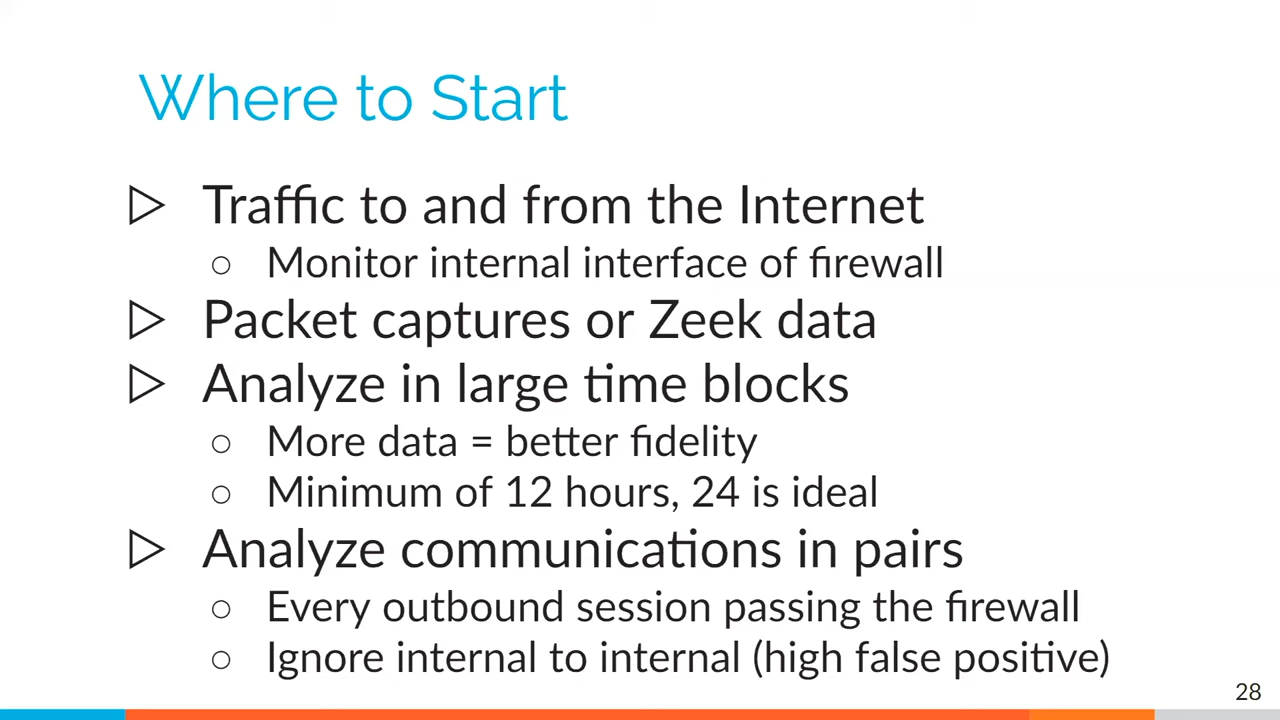 Where to Start
▷ Traffic to and from the Internet
○ Monitor internal interface of firewall
▷ Packet captures or Zeek data
▷ Analyze in large time blocks
○ More data = better fidelity
○ Minimum of 12 hours, 24 is ideal
▷ Analyze communications in pairs
○ Every outbound session passing the firewall
○ Ignore internal to internal (high false positive)
28